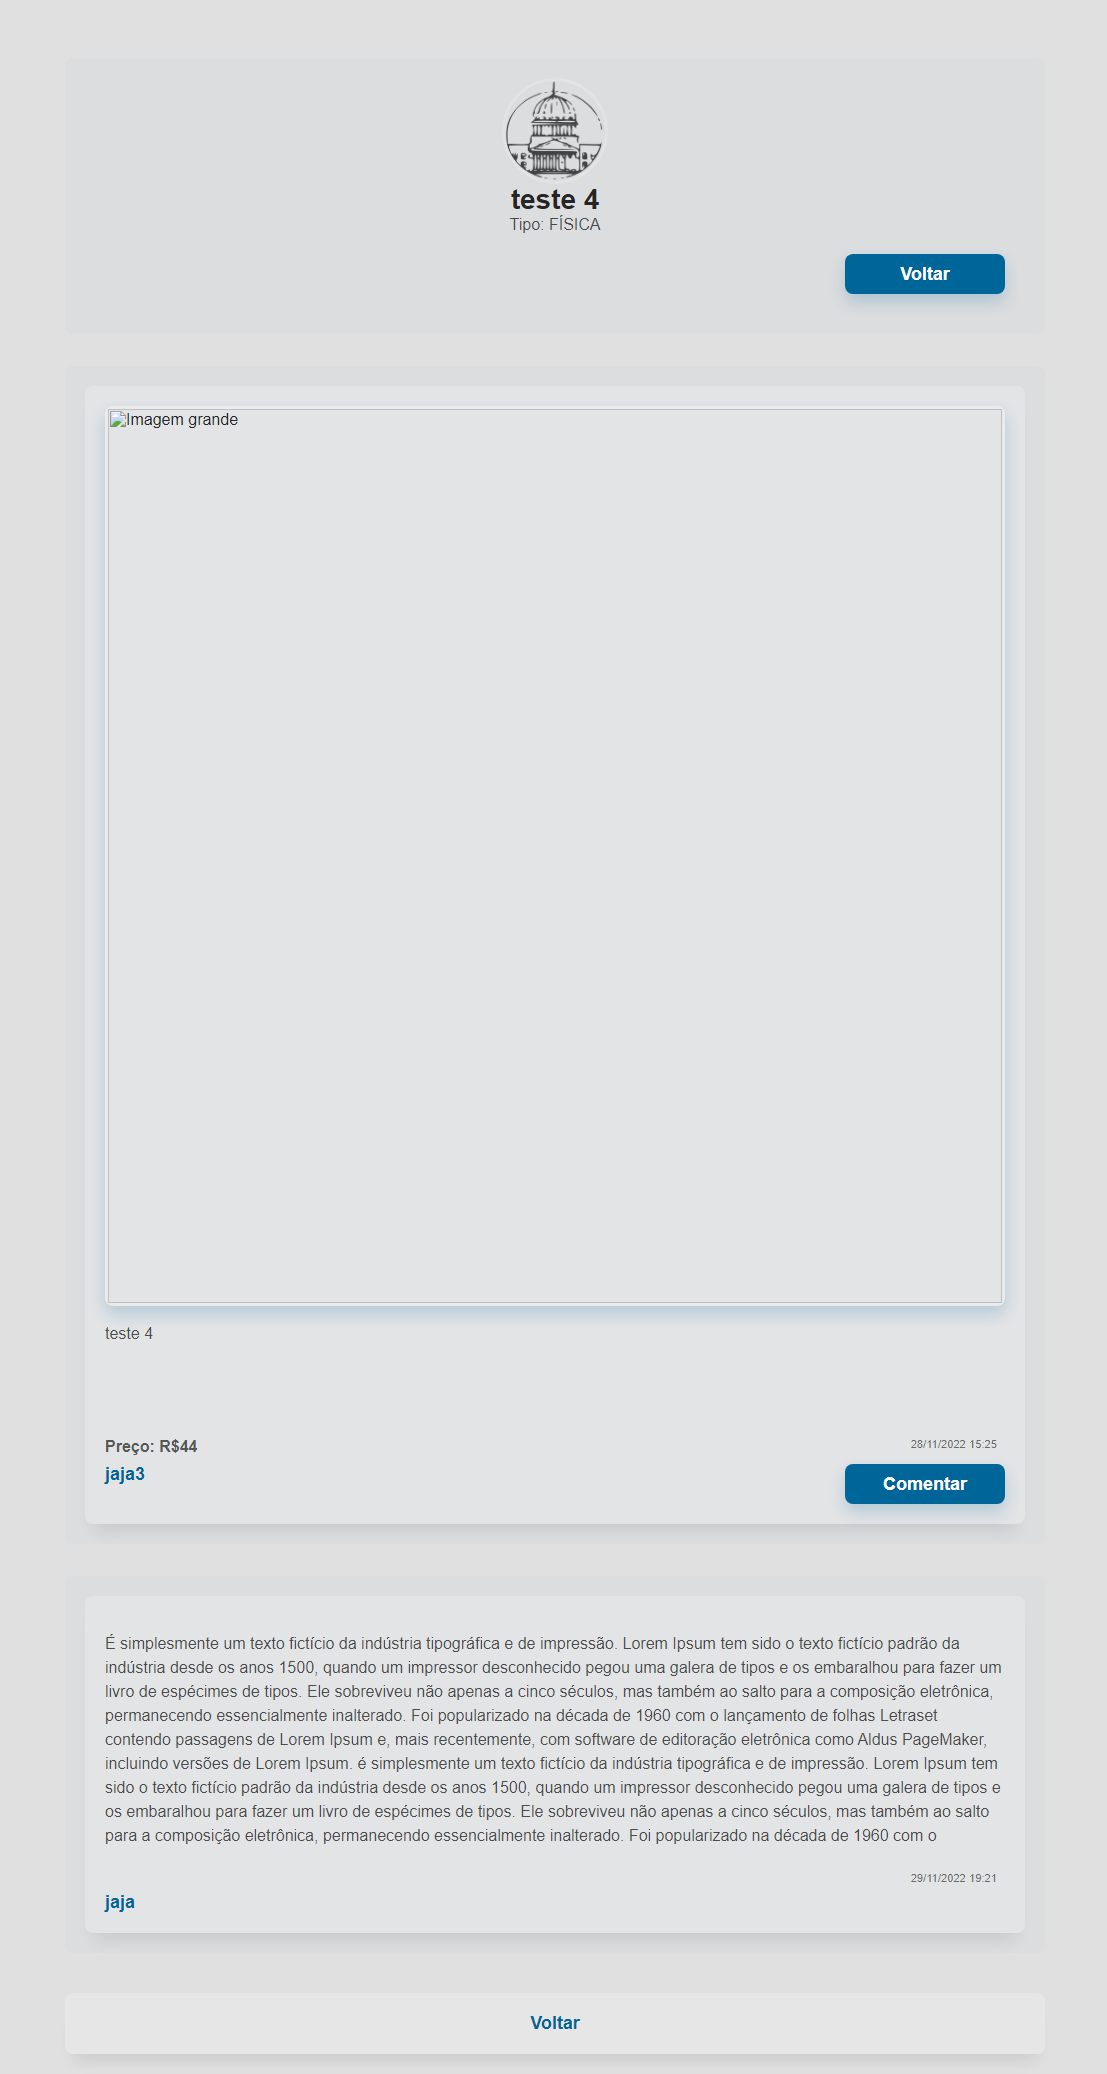 teste 4
Tipo: FÍSICA
Voltar
Imagem grande
teste 4
Preço: R$44
28/11/2022 15:25
jaja3
Comentar
É simplesmente um texto fictício da indústria tipográfica e de impressão. Lorem Ipsum tem sido o texto fictício padrão da
indústria desde os anos 1500, quando um impressor desconhecido pegou uma galera de tipos e os embaralhou para fazer um
livro de espécimes de tipos. Ele sobreviveu não apenas a cinco séculos, mas também ao salto para a composição eletrônica,
permanecendo essencialmente inalterado. Foi popularizado na década de 1960 com o lançamento de folhas Letraset
contendo passagens de Lorem Ipsum e, mais recentemente, com software de editoração eletrônica como Aldus PageMaker,
incluindo versões de Lorem Ipsum. é simplesmente um texto fictício da indústria tipográfica e de impressão. Lorem Ipsum tem
sido o texto fictício padrão da indústria desde os anos 1500, quando um impressor desconhecido pegou uma galera de tipos e
os embaralhou para fazer um livro de espécimes de tipos. Ele sobreviveu não apenas a cinco séculos, mas também ao salto
para a composição eletrônica, permanecendo essencialmente inalterado. Foi popularizado na década de 1960 com o
29/11/2022 19:21
jaja
Voltar